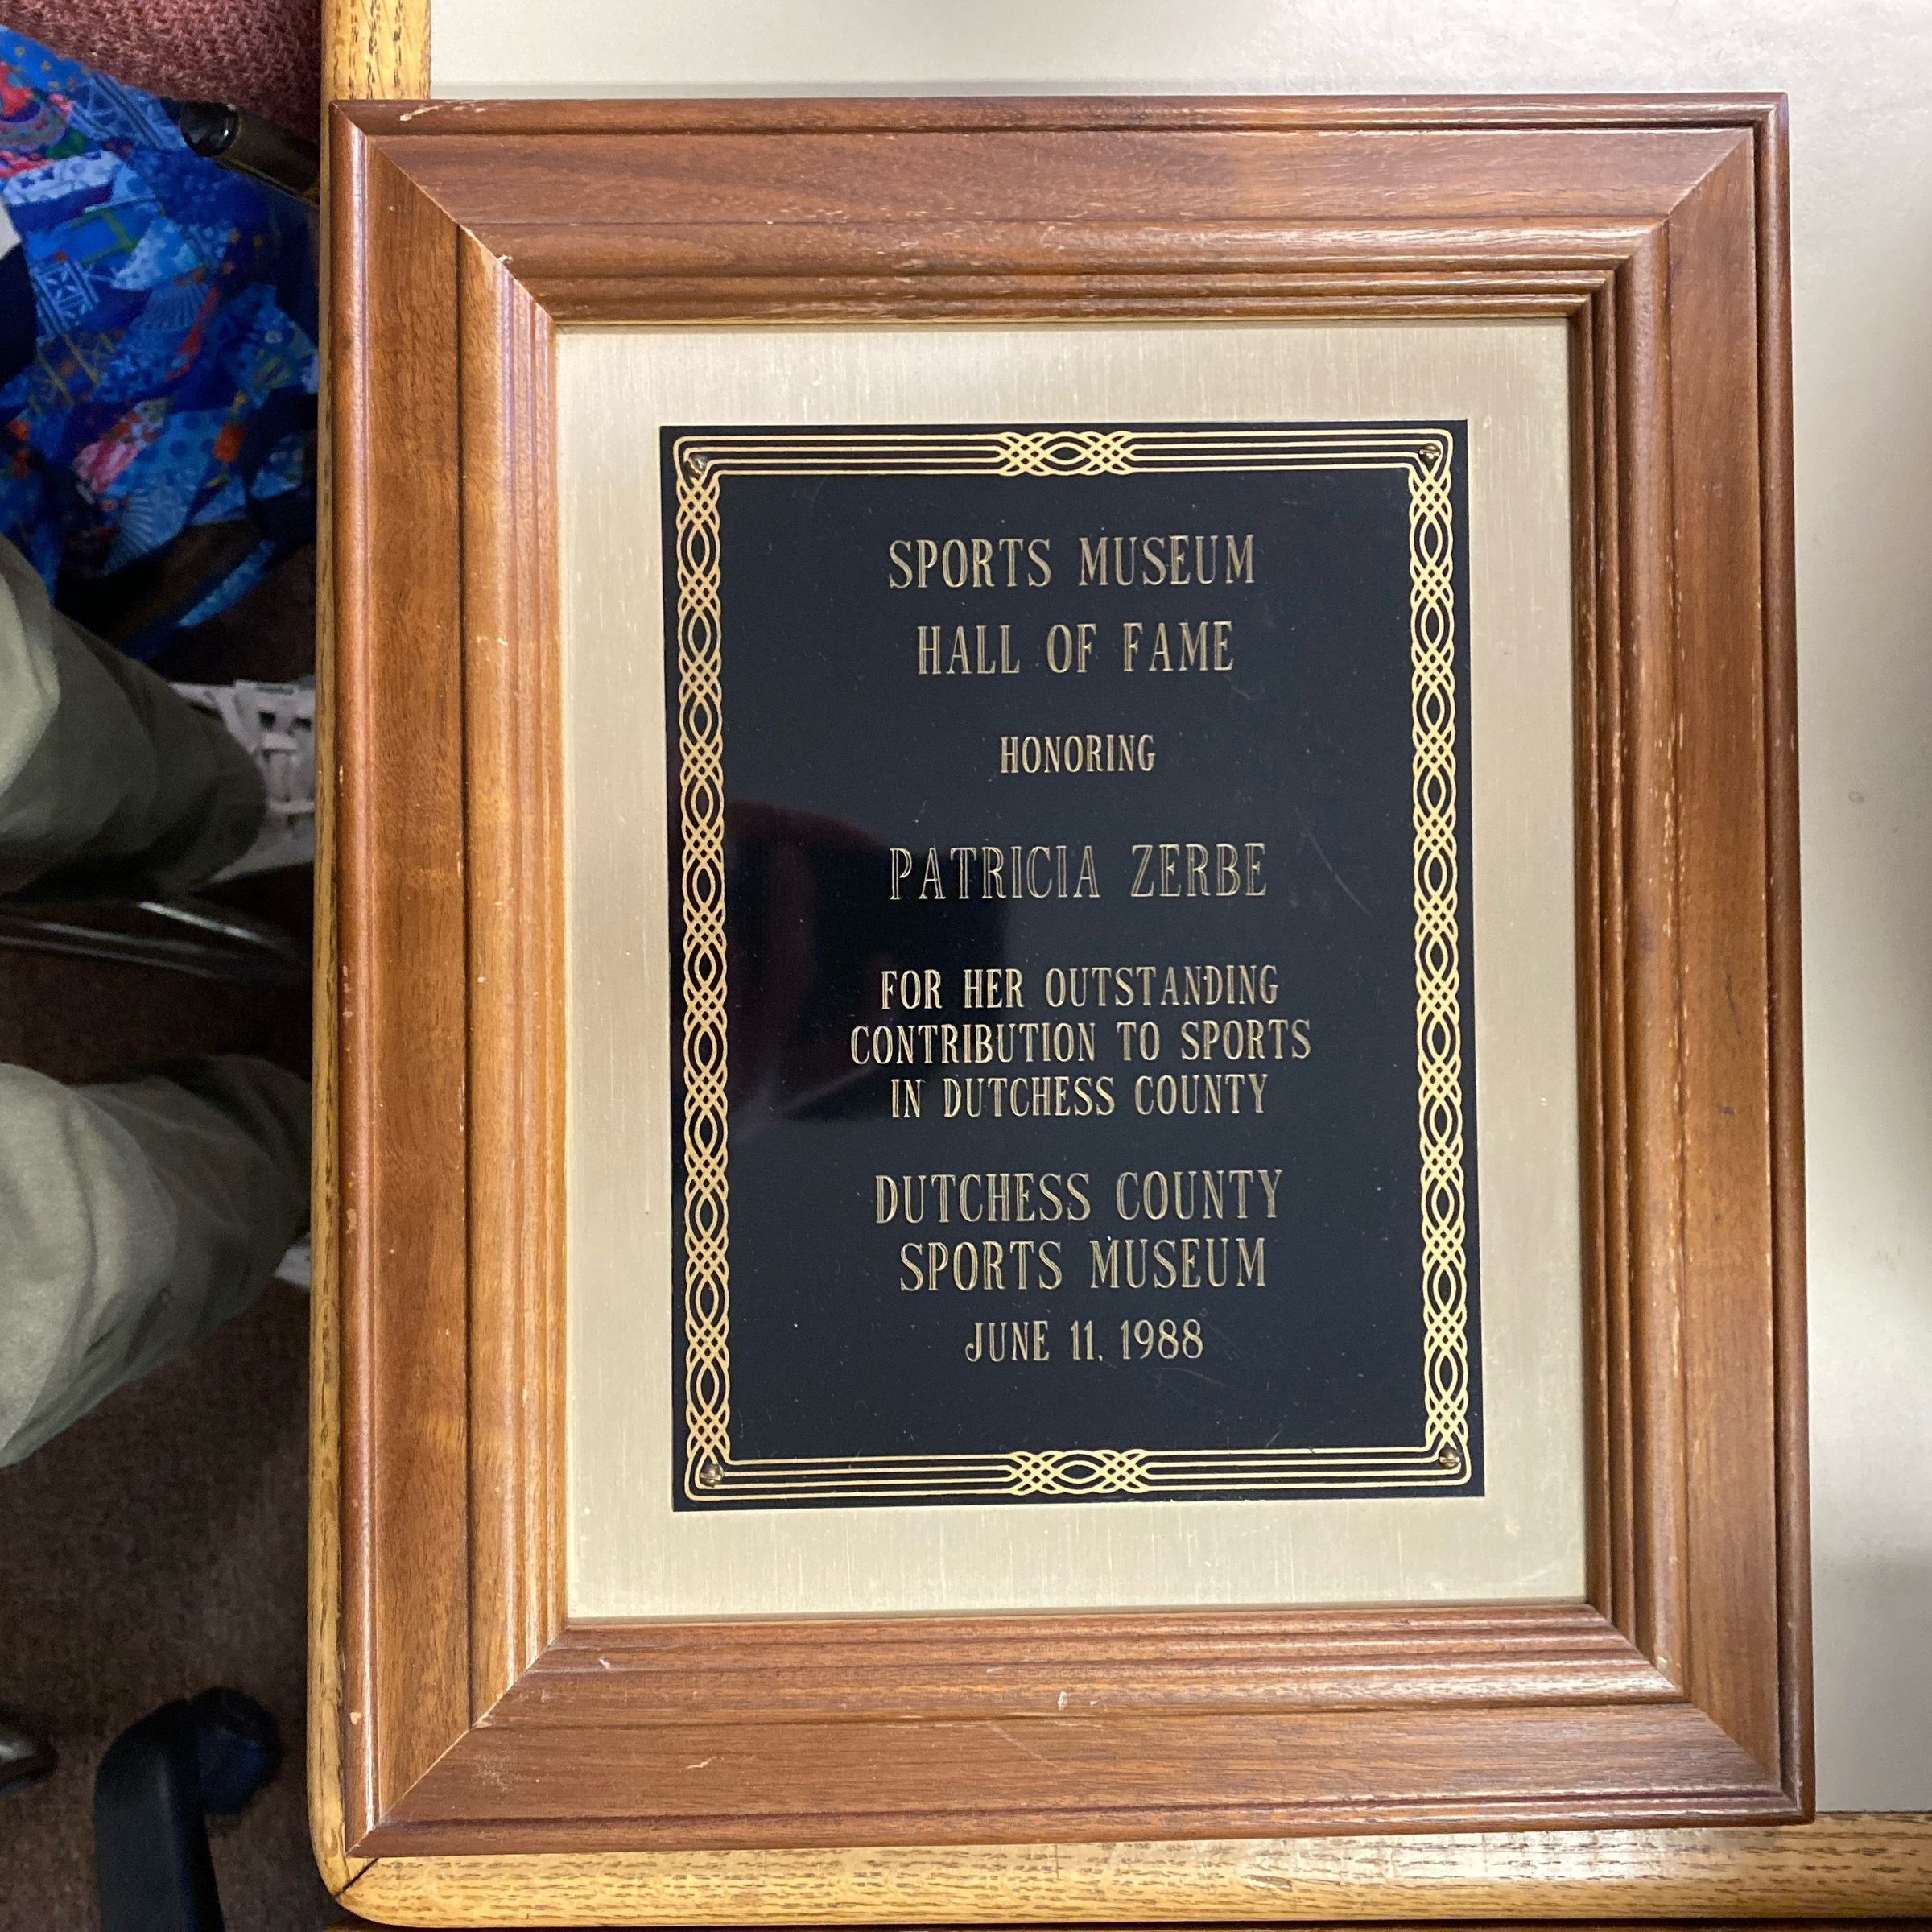 SPORTS MUSEUM
HALL OF FAME
HONORING
PATRICIA ZERBE
FOR HER OUTSTANDING
CONTRIBUTION TO SPORTS
IN DUTCHESS COUNTY
DUTCHESS COUNTY
SPORTS MUSEUM
JUNE 11, 1988